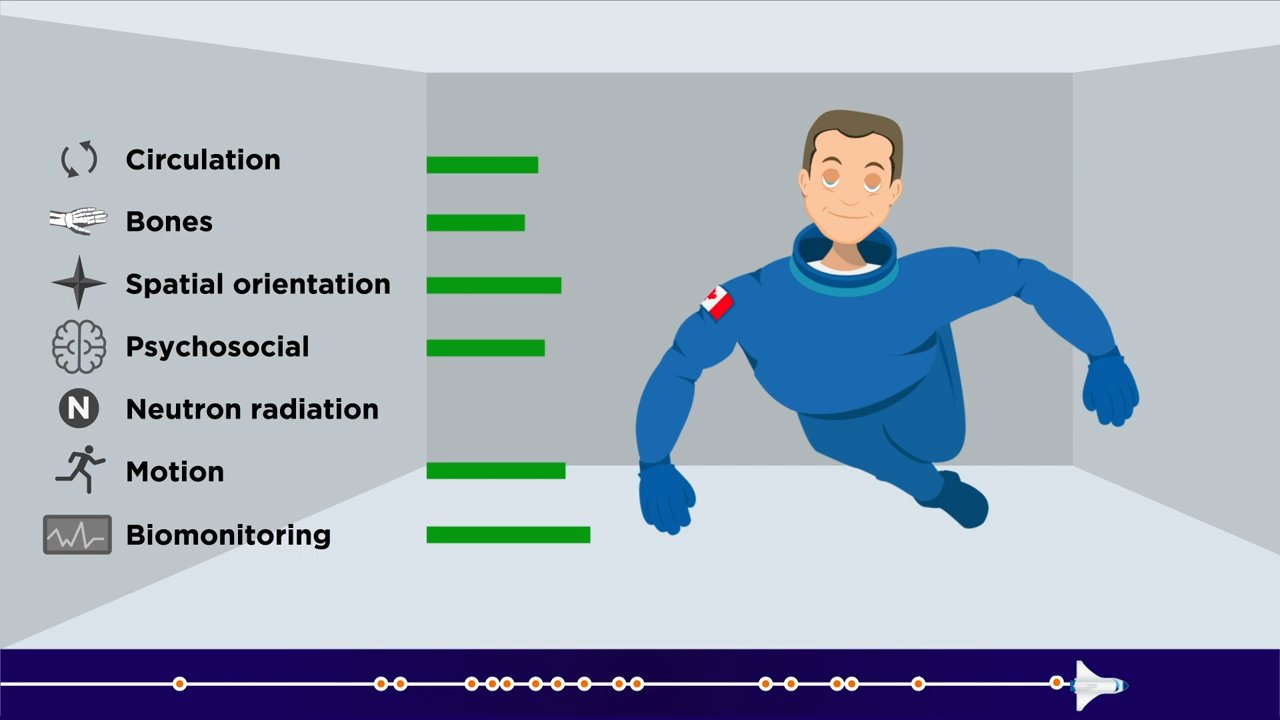 Circulation
Bones
Spatial orientation
Psychosocial
N Neutron radiation
Motion
Biomonitoring